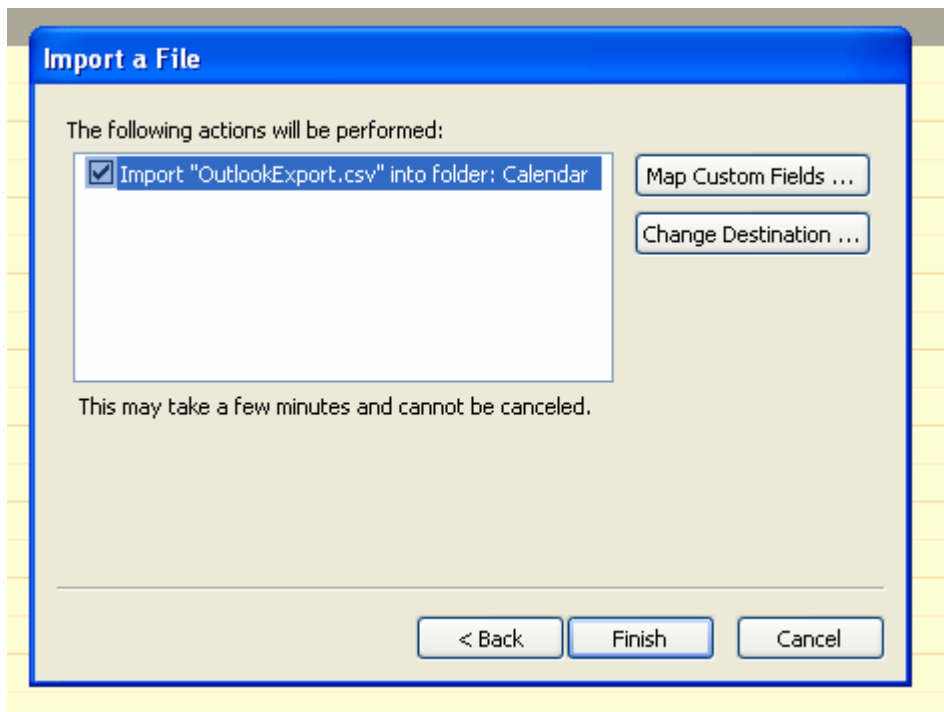 Import a File
The following actions will be performed:
Import "OutlookExport.csv" into folder: Calendar
Map Custom Fields ...
Change Destination ...
This may take a few minutes and cannot be canceled.
< Back
Finish
Cancel